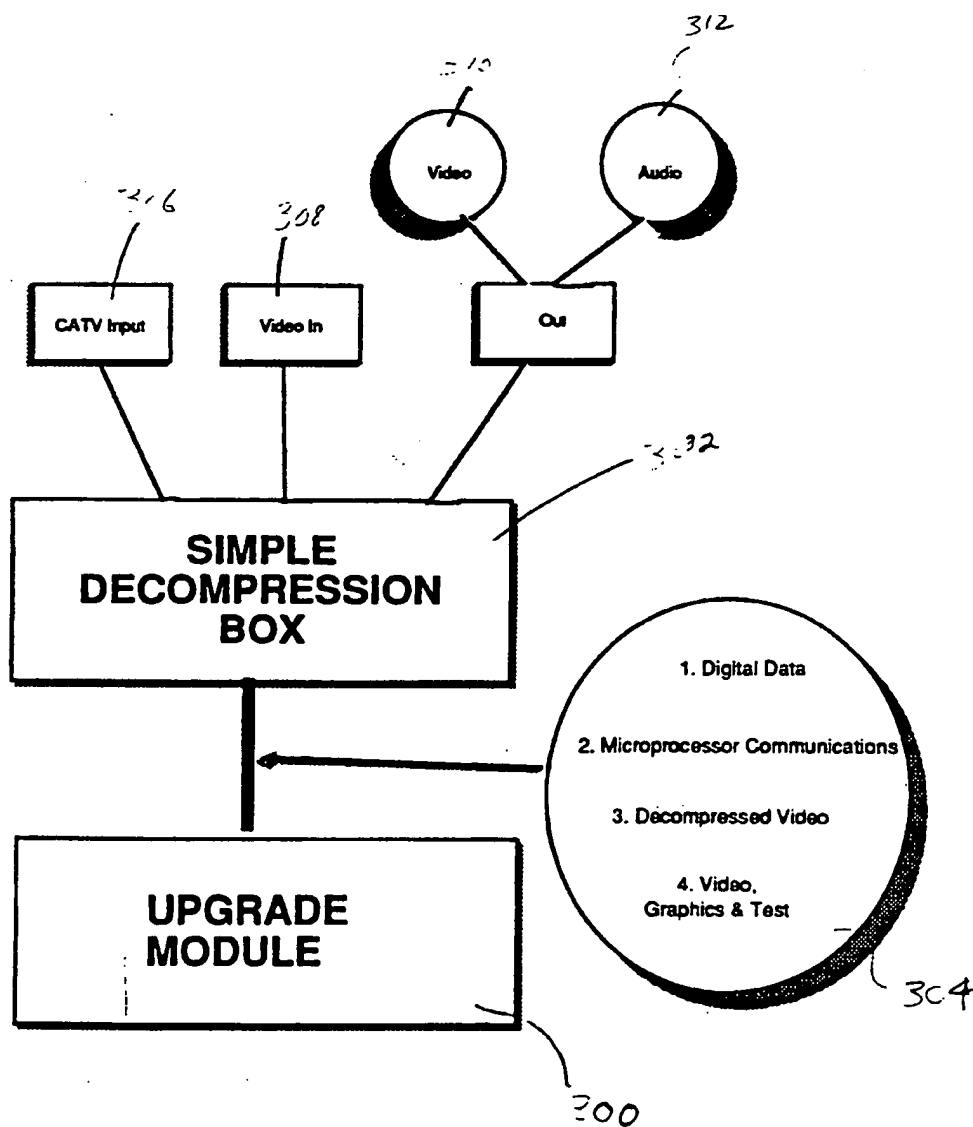 312
Video
Audio
308
CATV Input
Video In
Out
SIMPLE
DECOMPRESSION
BOX
1. Digital Data
2. Microprocessor Communications
3. Decompressed Video
4. Video,
Graphics & Test
UPGRADE
MODULE
304
300